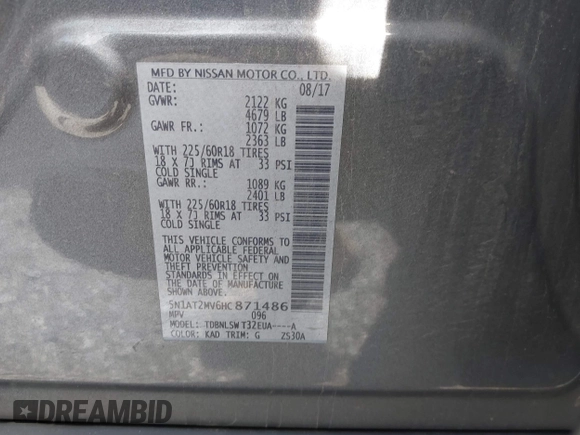 MFD BY NISSAN MOTOR CO., LTD.
DATE: 08/17
GVWR: 2122 KG
4679 LB
GAWR FR.: 1072 KG
2363 LB
WITH 225/60R18 TIRES
18 X 7J RIMS AT 33 PSI
COLD SINGLE
GAWR RR.: 1089 KG
2401 LB
WITH 225/60R18 TIRES
18 X 7J RIMS AT 33 PSI
COLD SINGLE
THIS VEHICLE CONFORMS TO
ALL APPLICABLE FEDERAL
MOTOR VEHICLE SAFETY AND
THEFT PREVENTION
STANDARDS IN EFFECT ON
THE DATE OF MANUFACTURE
SHOWN ABOVE.
5N1AT2MV6HC871486
MPV 096
MODEL: TDBNLSWT32EUA----A
COLOR: KAD TRIM: G ZS30A
DREAMBID